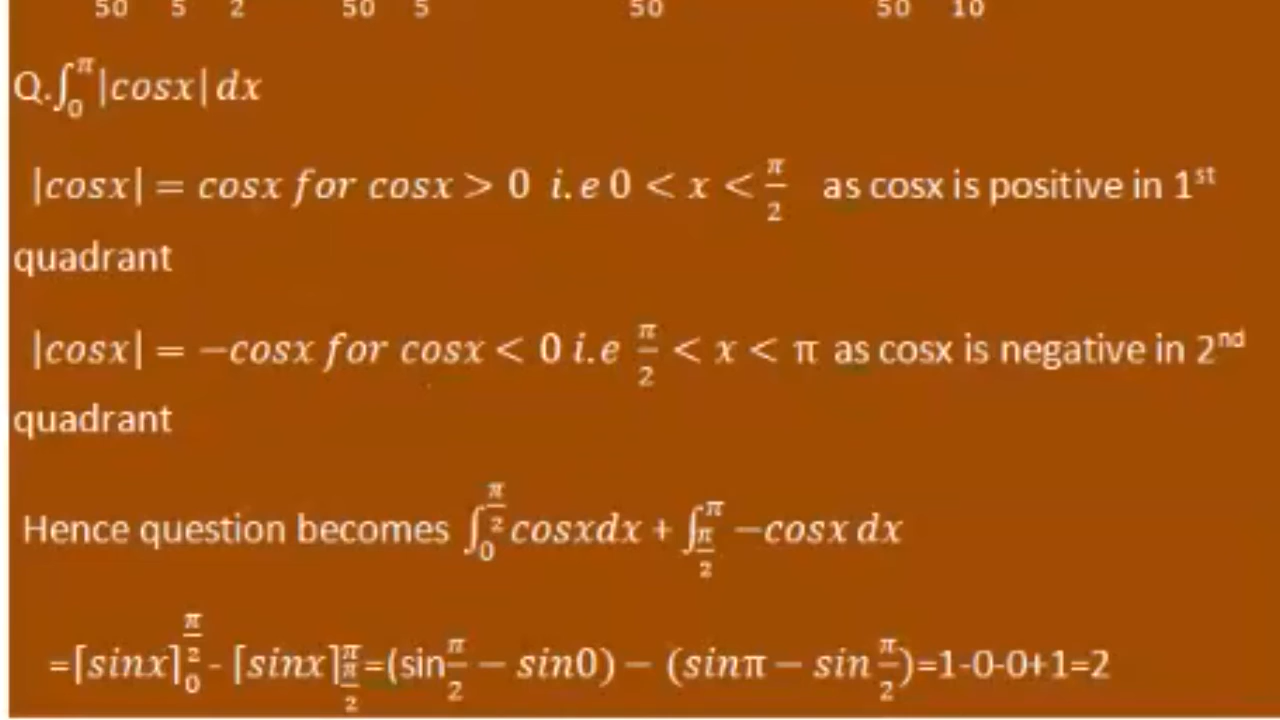 50 5 2 50 5 50 50 10
Q.∫₀^π |cosx| dx
|cosx| = cosx for cosx > 0 i.e 0 < x < π/2 as cosx is positive in 1ˢᵗ
quadrant
|cosx| = −cosx for cosx < 0 i.e π/2 < x < π as cosx is negative in 2ⁿᵈ
quadrant
Hence question becomes ∫₀^(π/2) cosxdx + ∫_(π/2)^π −cosx dx
=[sinx]₀^(π/2) - [sinx]_(π/2)^π=(sin π/2 − sin0) − (sinπ − sin π/2)=1-0-0+1=2